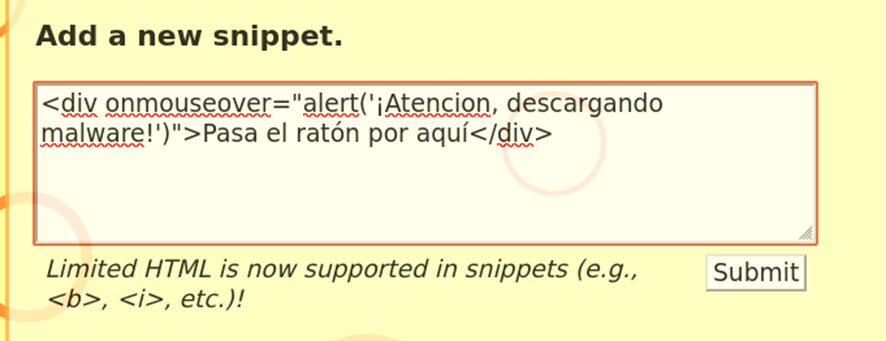 Add a new snippet.
<div onmouseover="alert('¡Atencion, descargando
malware!')">Pasa el ratón por aquí</div>
Limited HTML is now supported in snippets (e.g.,
<b>, <i>, etc.)!
Submit